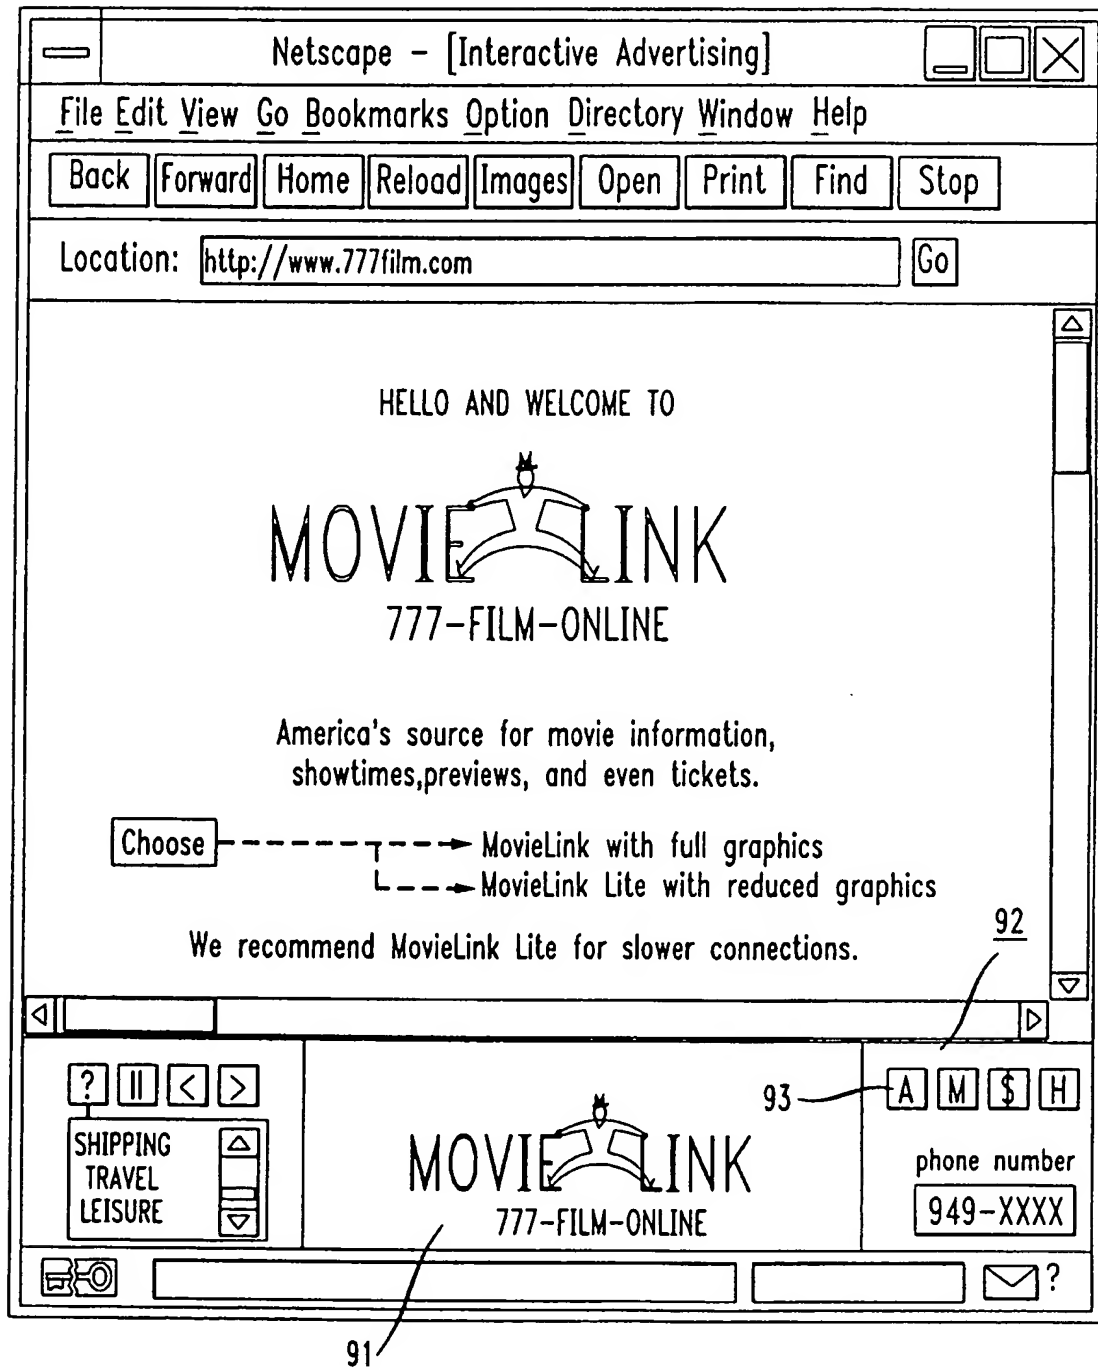 Netscape – [Interactive Advertising]
File Edit View Go Bookmarks Option Directory Window Help
Back Forward Home Reload Images Open Print Find Stop
Location: http://www.777film.com Go
HELLO AND WELCOME TO
MOVIELINK
777–FILM–ONLINE
America's source for movie information,
showtimes,previews, and even tickets.
Choose MovieLink with full graphics
MovieLink Lite with reduced graphics
We recommend MovieLink Lite for slower connections.
92
? || < >
SHIPPING
TRAVEL
LEISURE
MOVIELINK
777–FILM–ONLINE
93 A M $ H
phone number
949–XXXX
?
91